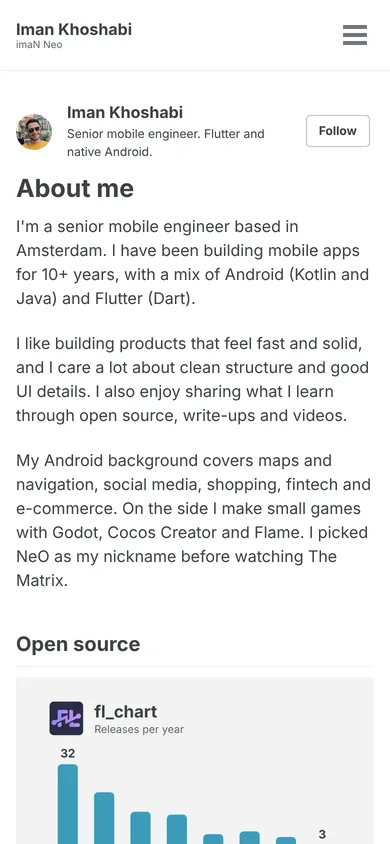 Iman Khoshabi
imaN Neo
Iman Khoshabi
Senior mobile engineer. Flutter and
native Android.
Follow
About me
I'm a senior mobile engineer based in
Amsterdam. I have been building mobile apps
for 10+ years, with a mix of Android (Kotlin and
Java) and Flutter (Dart).
I like building products that feel fast and solid,
and I care a lot about clean structure and good
UI details. I also enjoy sharing what I learn
through open source, write-ups and videos.
My Android background covers maps and
navigation, social media, shopping, fintech and
e-commerce. On the side I make small games
with Godot, Cocos Creator and Flame. I picked
NeO as my nickname before watching The
Matrix.
Open source
FL
fl_chart
Releases per year
32
3